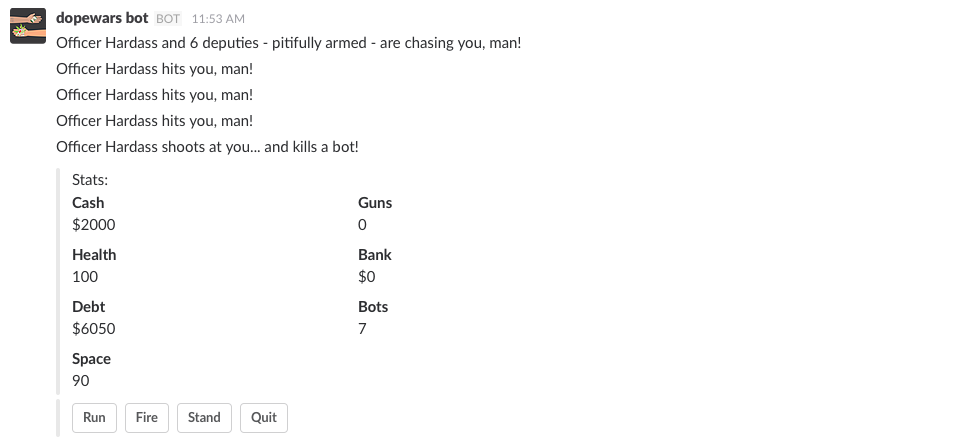 dopewars bot BOT 11:53 AM
Officer Hardass and 6 deputies - pitifully armed - are chasing you, man!
Officer Hardass hits you, man!
Officer Hardass hits you, man!
Officer Hardass hits you, man!
Officer Hardass shoots at you... and kills a bot!
Stats:
Cash Guns
$2000 0
Health Bank
100 $0
Debt Bots
$6050 7
Space
90
Run Fire Stand Quit